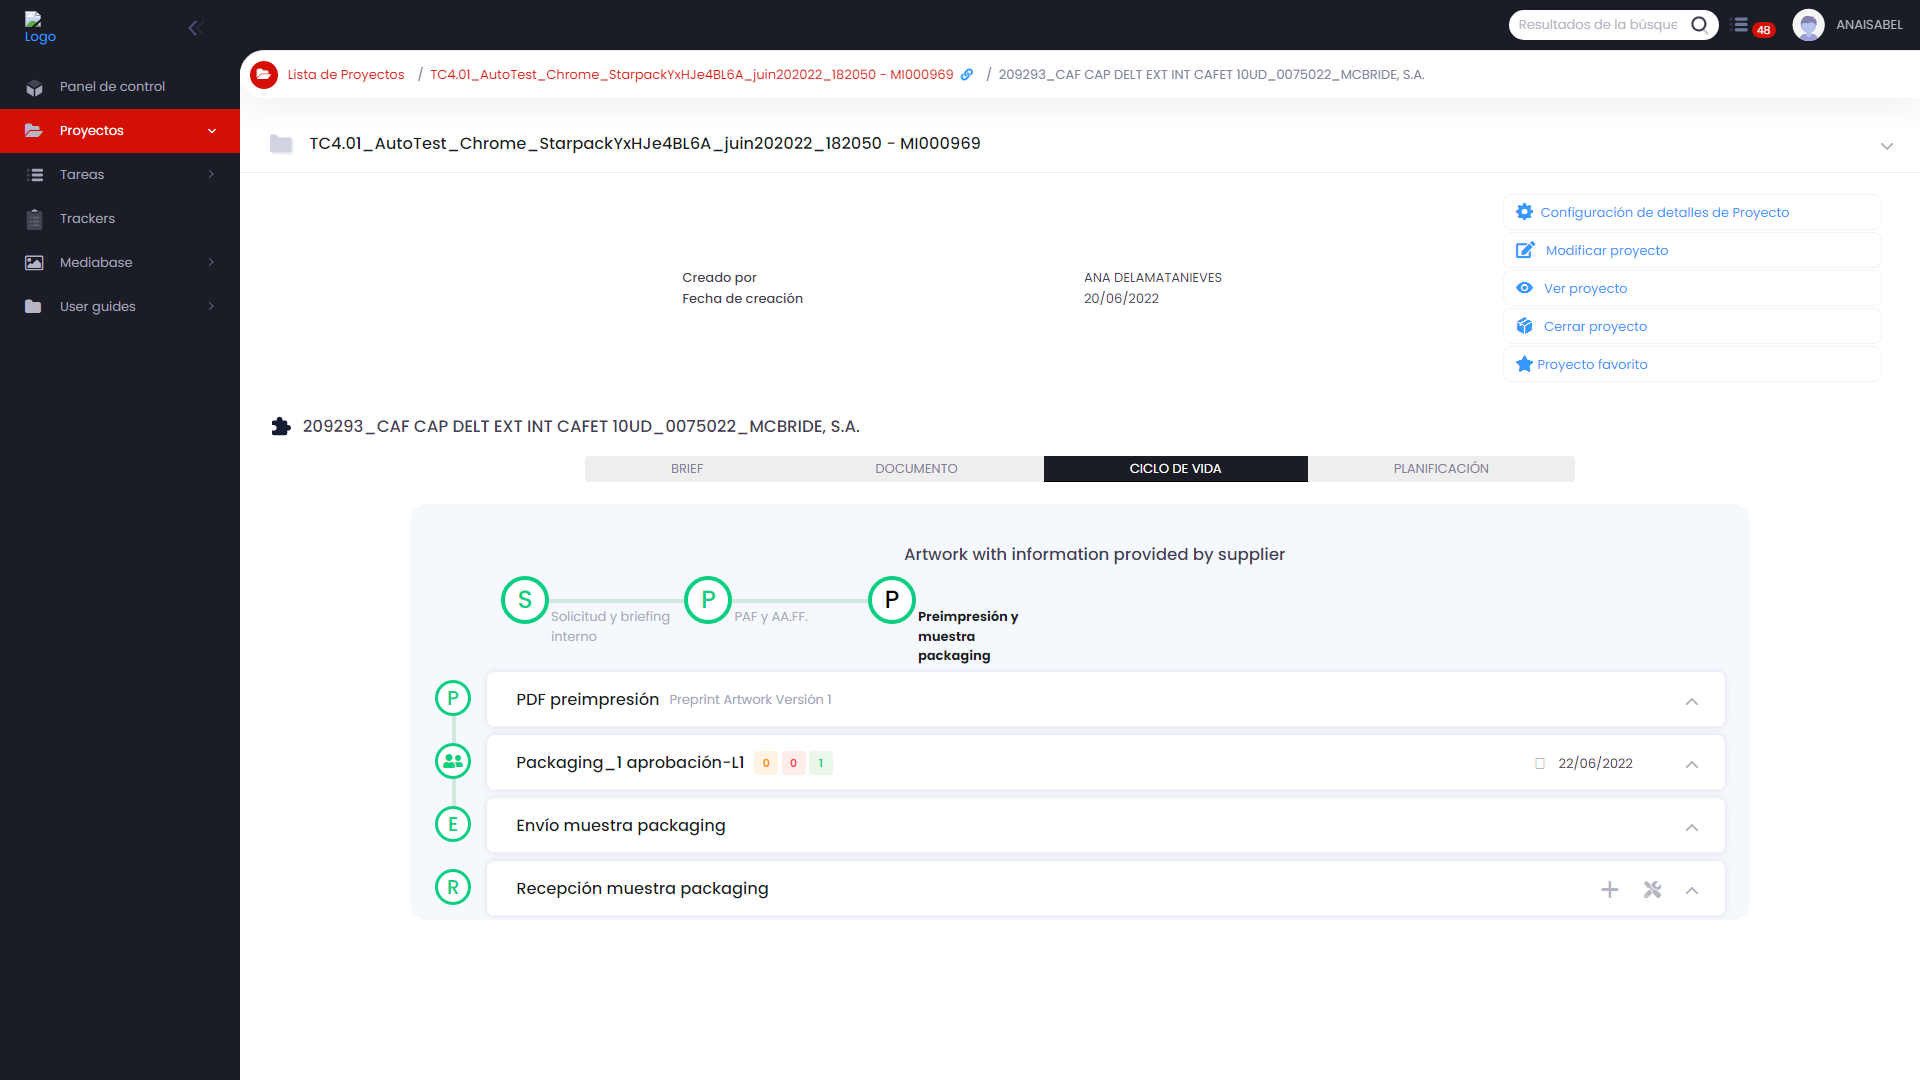 Logo
Resultados de la búsque
48
ANAISABEL
Panel de control
Proyectos
Tareas
Trackers
Mediabase
User guides
Lista de Proyectos / TC4.01_AutoTest_Chrome_StarpackYxHJe4BL6A_juin202022_182050 - MI000969 / 209293_CAF CAP DELT EXT INT CAFET 10UD_0075022_MCBRIDE, S.A.
TC4.01_AutoTest_Chrome_StarpackYxHJe4BL6A_juin202022_182050 - MI000969
Creado por ANA DELAMATANIEVES
Fecha de creación 20/06/2022
Configuración de detalles de Proyecto
Modificar proyecto
Ver proyecto
Cerrar proyecto
Proyecto favorito
209293_CAF CAP DELT EXT INT CAFET 10UD_0075022_MCBRIDE, S.A.
BRIEF DOCUMENTO CICLO DE VIDA PLANIFICACIÓN
Artwork with information provided by supplier
S Solicitud y briefing interno
P PAF y AA.FF.
P Preimpresión y muestra packaging
P PDF preimpresión Preprint Artwork Versión 1
Packaging_1 aprobación-L1 0 0 1 22/06/2022
E Envío muestra packaging
R Recepción muestra packaging